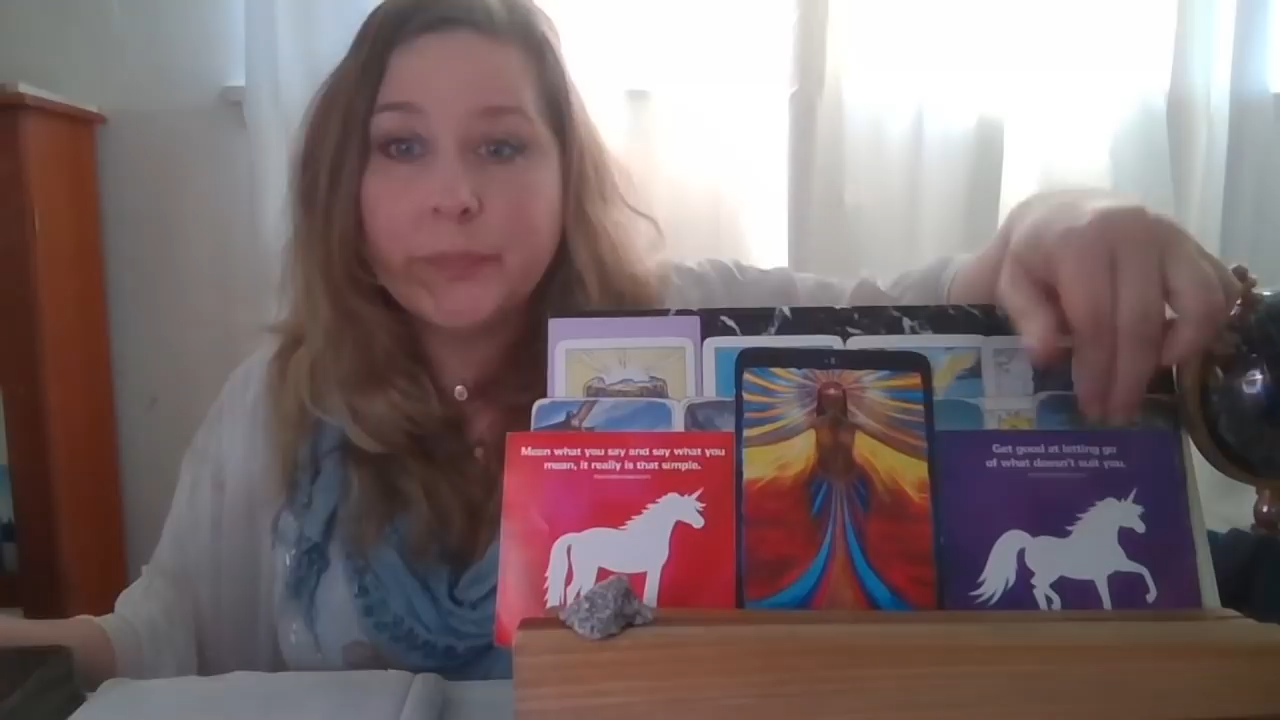 Mean what you say and say what you
mean, it really is that simple.
Get good at letting go
of what doesn't suit you.